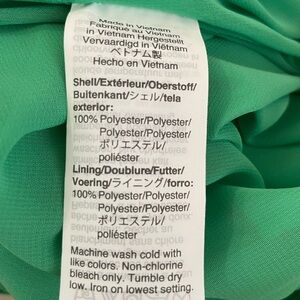 Made in Vietnam
Fabriqué au Vietnam
in Vietnam Hergestellt
Vervaardigd in Viëtnam
ベトナム製
Hecho en Vietnam
Shell/Extérieur/Oberstoff/
Buitenkant/シェル/tela
exterior:
100% Polyester/Polyester/
Polyester/Polyester/
ポリエステル/
poliéster
Lining/Doublure/Futter/
Voering/ライニング/forro:
100% Polyester/Polyester/
Polyester/Polyester/
ポリエステル/
poliéster
Machine wash cold with
like colors. Non-chlorine
bleach only. Tumble dry
low. Iron on lowest setting.